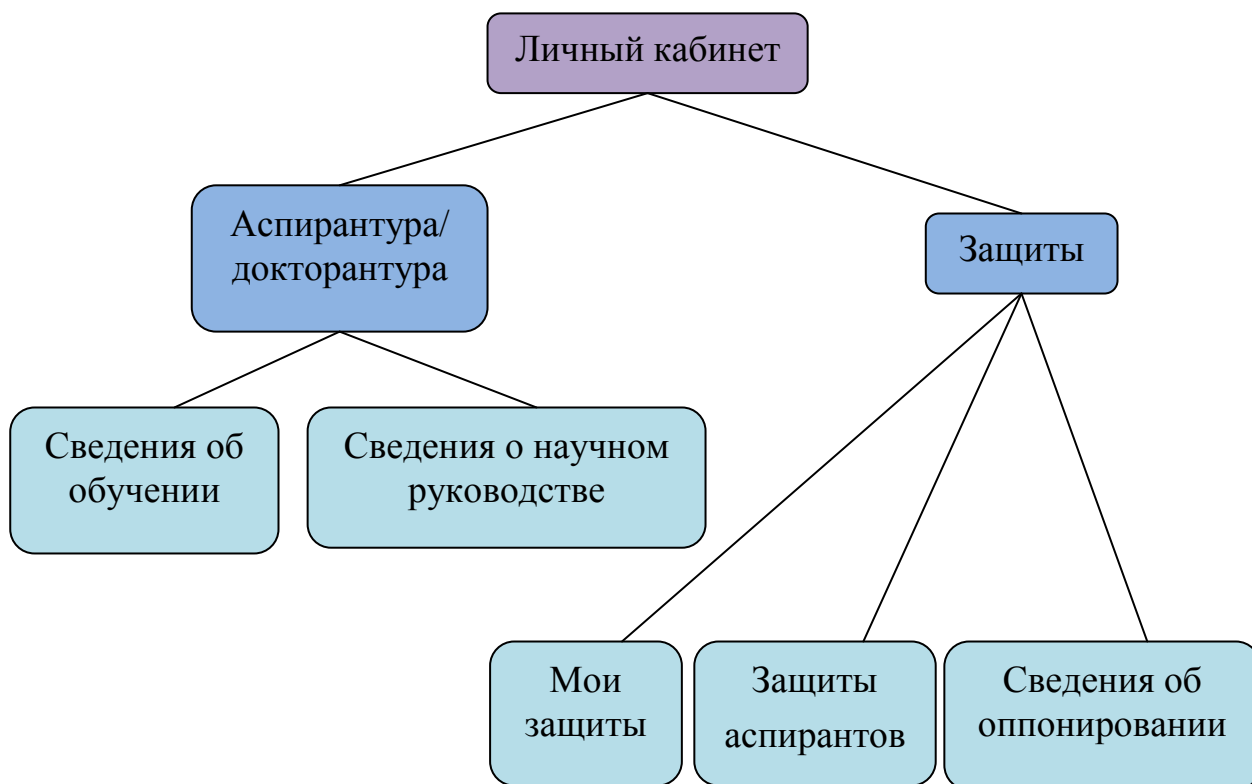 Личный кабинет
Аспирантура/
докторантура
Защиты
Сведения об
обучении
Сведения о научном
руководстве
Мои
защиты
Защиты
аспирантов
Сведения об
оппонировании